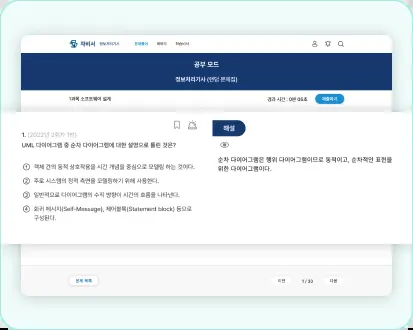 자비서 정보처리기사
공부 모드
정보처리기사 (랜덤 문제집)
1과목 소프트웨어 설계 경과 시간 : 0분 05초 제출하기
1. (2022년 2회차 1번) 해설
UML 다이어그램 중 순차 다이어그램에 대한 설명으로 틀린 것은?
순차 다이어그램은 행위 다이어그램이므로 동적이고, 순차적인 표현을
위한 다이어그램이다.
① 객체 간의 동적 상호작용을 시간 개념을 중심으로 모델링 하는 것이다.
② 주로 시스템의 정적 측면을 모델링하기 위해 사용한다.
③ 일반적으로 다이어그램의 수직 방향이 시간의 흐름을 나타낸다.
④ 회귀 메시지(Self-Message), 제어블록(Statement block) 등으로
구성된다.
문제 목록 이전 1 / 20 다음